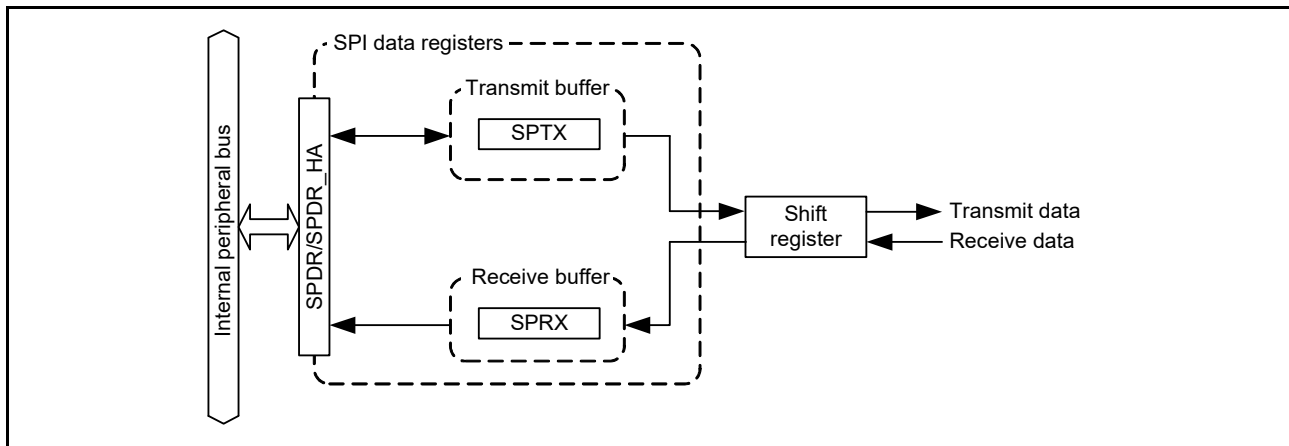 SPI data registers
Transmit buffer
SPTX
Internal peripheral bus
SPDR/SPDR_HA
Shift
register
Transmit data
Receive data
Receive buffer
SPRX